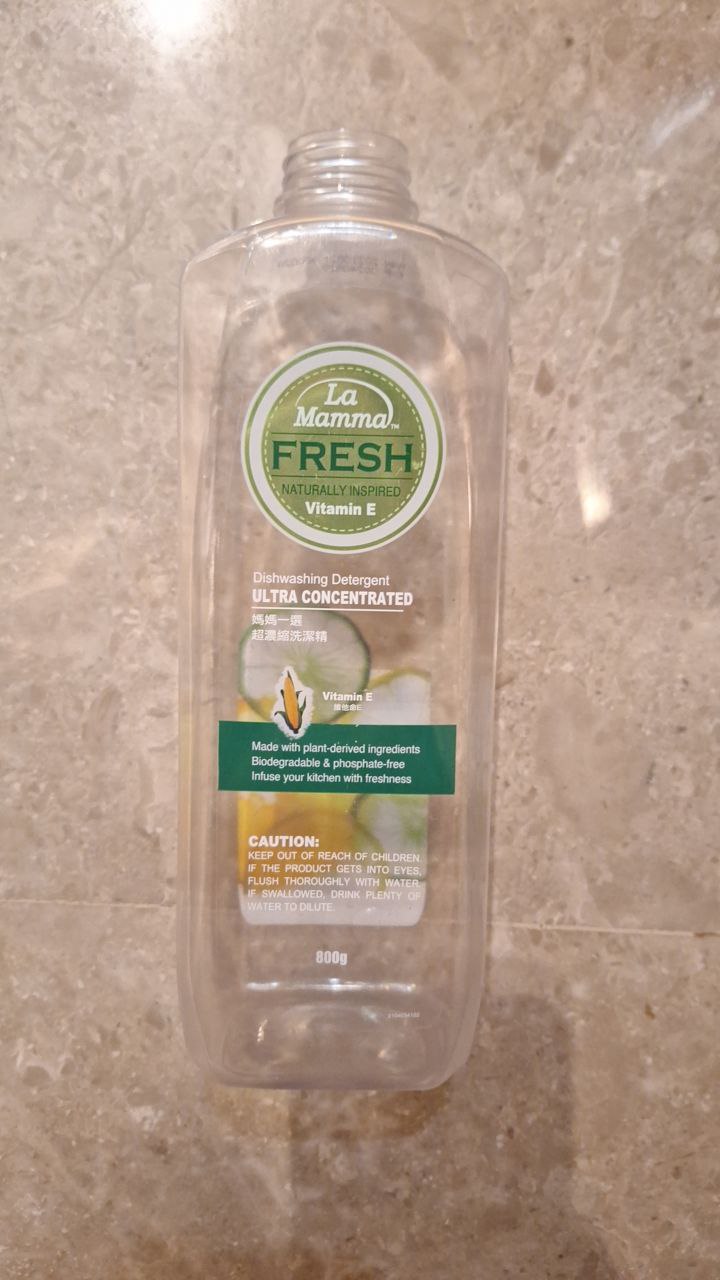 La
Mamma™
FRESH
NATURALLY INSPIRED
Vitamin E
Dishwashing Detergent
ULTRA CONCENTRATED
媽媽一選
超濃縮洗潔精
Vitamin E
維他命E
Made with plant-derived ingredients
Biodegradable & phosphate-free
Infuse your kitchen with freshness
CAUTION:
KEEP OUT OF REACH OF CHILDREN.
IF THE PRODUCT GETS INTO EYES,
FLUSH THOROUGHLY WITH WATER.
IF SWALLOWED, DRINK PLENTY OF
WATER TO DILUTE.
800g